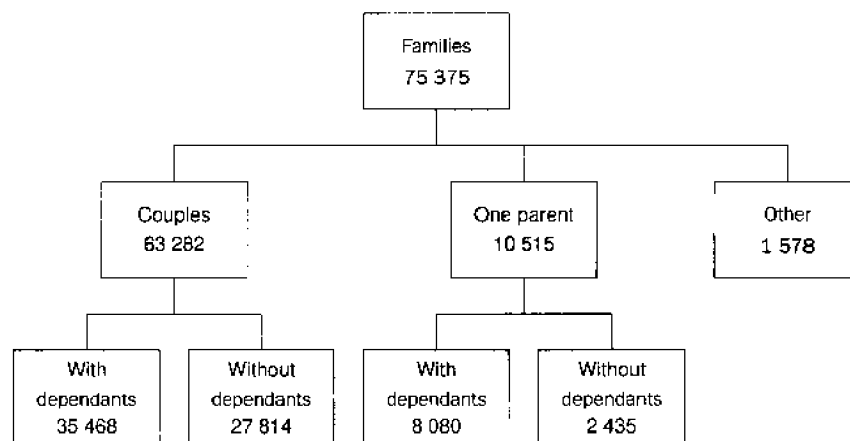 Families
75 375
Couples
63 282
One parent
10 515
Other
1 578
With
dependants
35 468
Without
dependants
27 814
With
dependants
8 080
Without
dependants
2 435